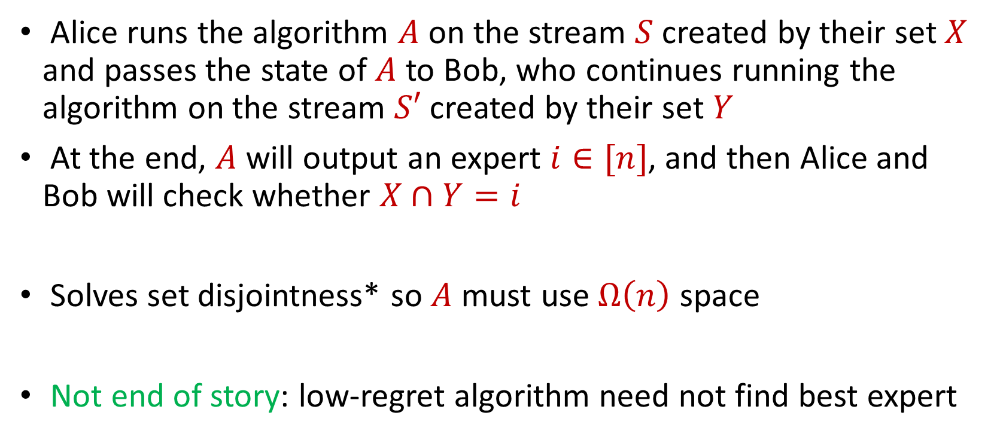 • Alice runs the algorithm A on the stream S created by their set X
and passes the state of A to Bob, who continues running the
algorithm on the stream S′ created by their set Y
• At the end, A will output an expert i ∈ [n], and then Alice and
Bob will check whether X ∩ Y = i
• Solves set disjointness* so A must use Ω(n) space
• Not end of story: low-regret algorithm need not find best expert